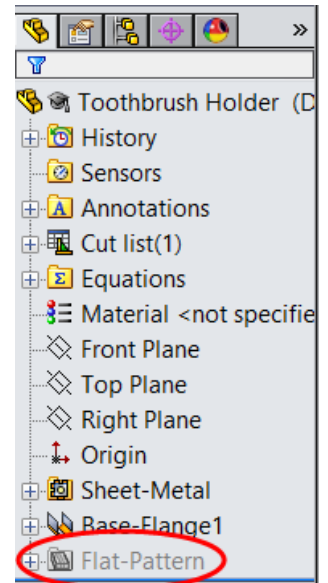 »
Toothbrush Holder (D
History
Sensors
Annotations
Cut list(1)
Equations
Material <not specifie
Front Plane
Top Plane
Right Plane
Origin
Sheet-Metal
Base-Flange1
Flat-Pattern